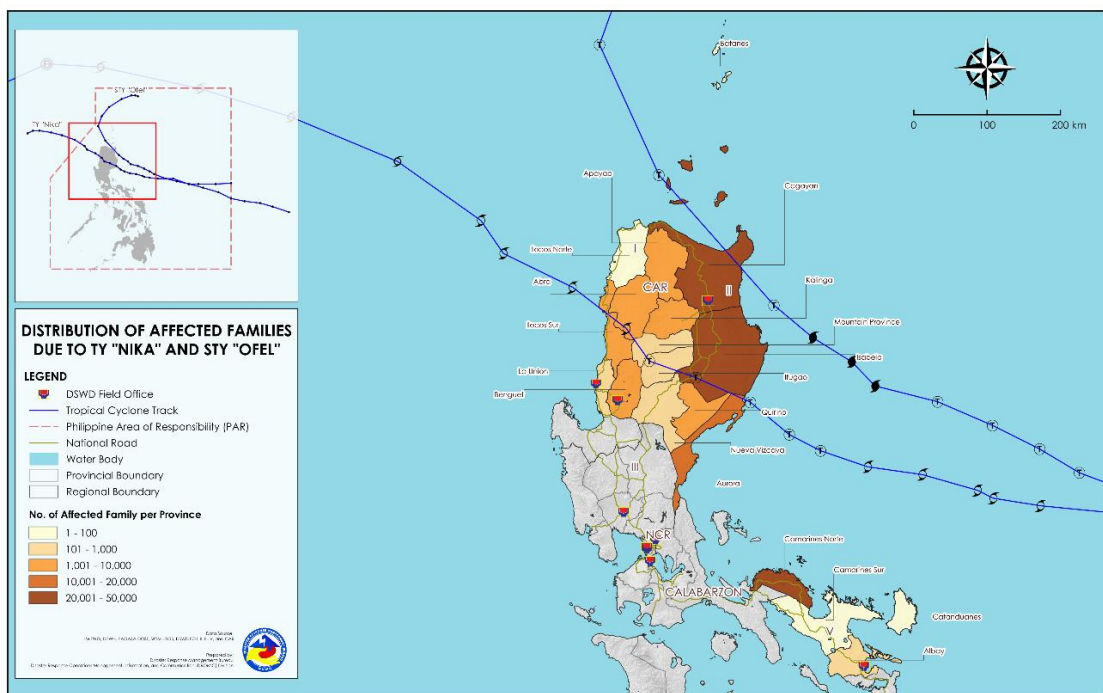 STY "Ofel"
TY "Nika"
DISTRIBUTION OF AFFECTED FAMILIES
DUE TO TY "NIKA" AND STY "OFEL"
LEGEND
DSWD Field Office
Tropical Cyclone Track
Philippine Area of Responsibility (PAR)
National Road
Water Body
Provincial Boundary
Regional Boundary
No. of Affected Family per Province
1 - 100
101 - 1,000
1,001 - 10,000
10,001 - 20,000
20,001 - 50,000
Data Source:
Prepared by:
Disaster Response Management Bureau
0 100 200 km
Batanes
Apayao
Cagayan
Ilocos Norte
I
Abra
CAR
II
Kalinga
Ilocos Sur
Mountain Province
Isabela
La Union
Ifugao
Benguet
Quirino
Nueva Vizcaya
III
Aurora
NCR
Camarines Norte
CALABARZON
Camarines Sur
Catanduanes
V
Albay